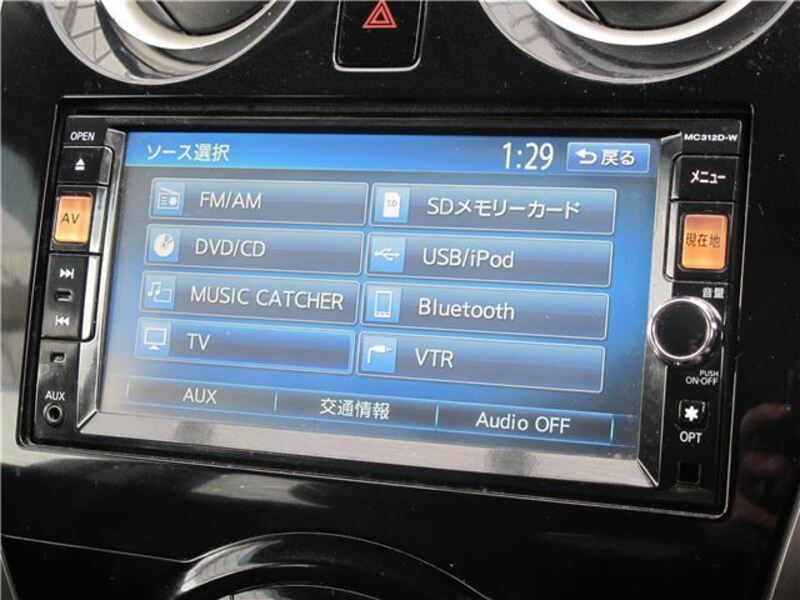 OPEN
MC312D-W
ソース選択
1:29
戻る
メニュー
AV
現在地
FM/AM
SD
SDメモリーカード
DVD/CD
USB/iPod
MUSIC CATCHER
Bluetooth
TV
VTR
音量
PUSH
ON·OFF
AUX
AUX
交通情報
Audio OFF
OPT